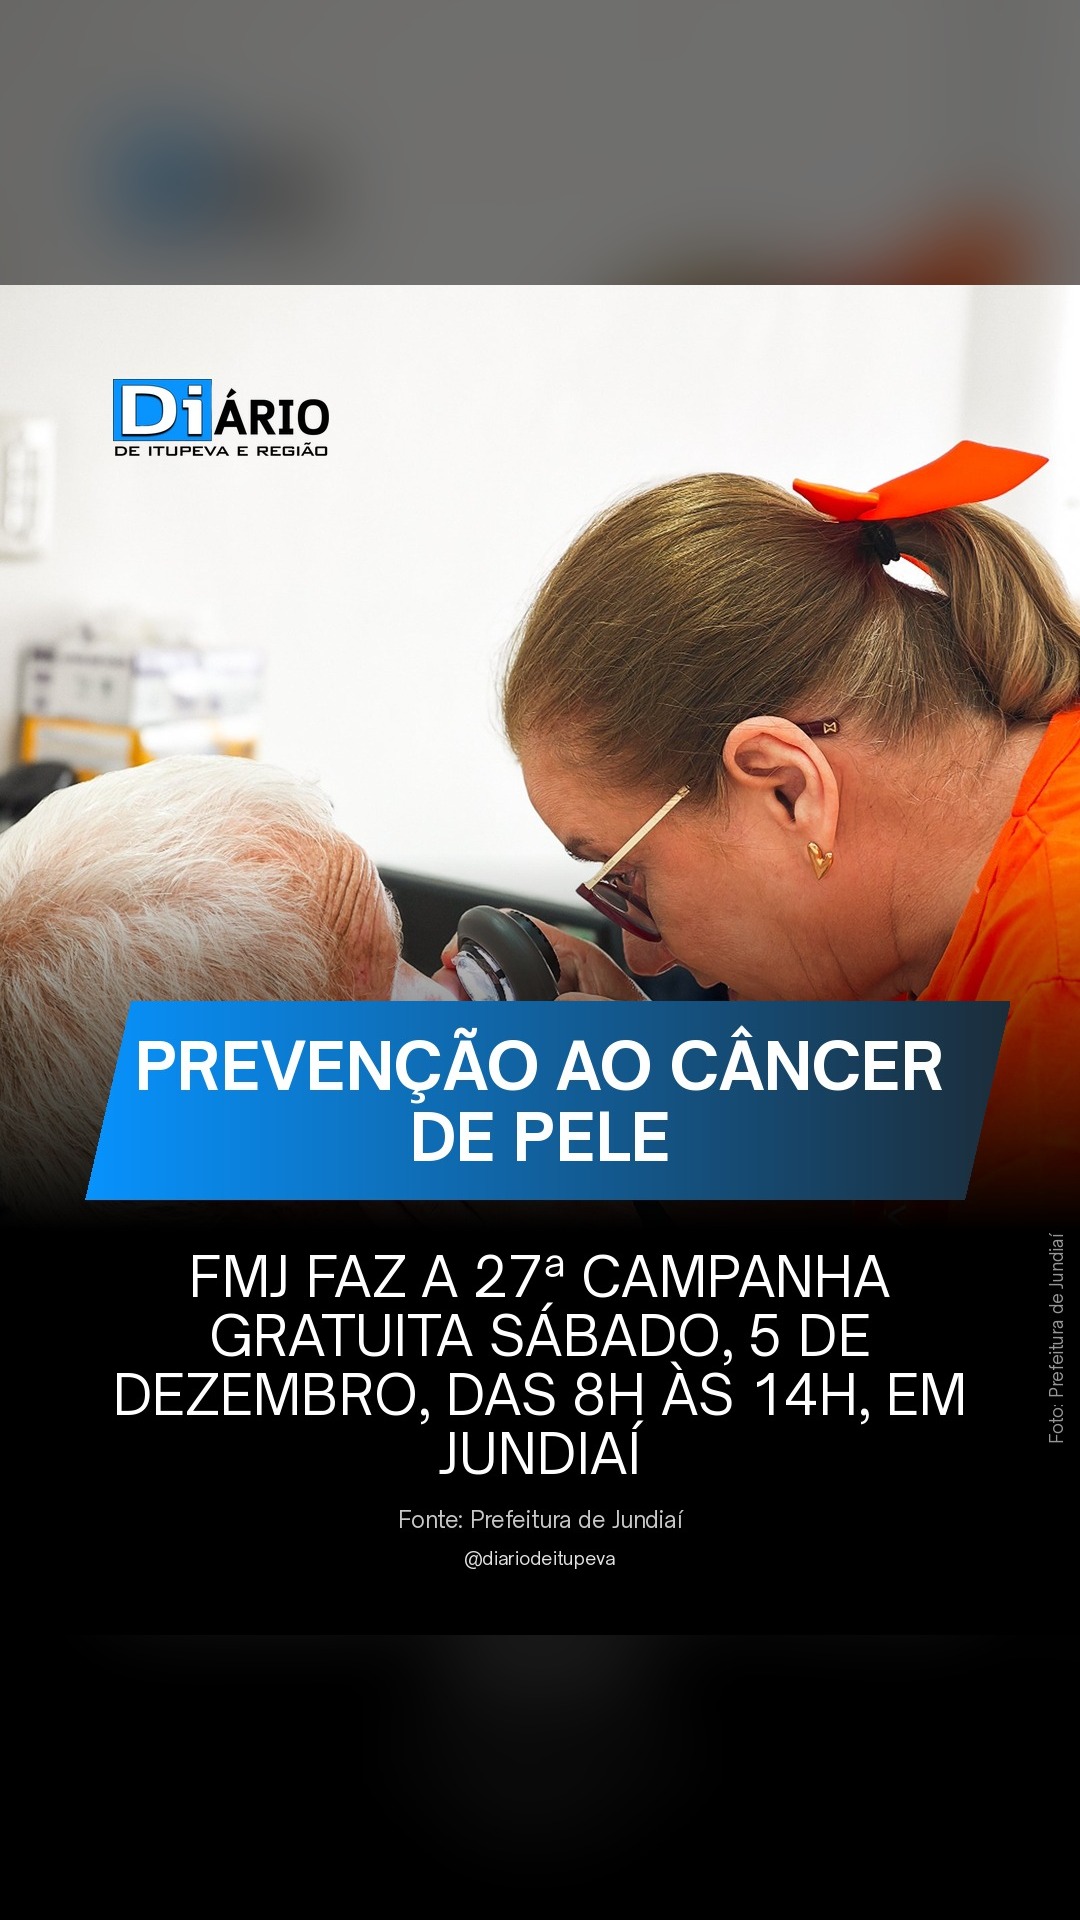 DiÁRIO
DE ITUPEVA E REGIÃO
PREVENÇÃO AO CÂNCER
DE PELE
FMJ FAZ A 27ª CAMPANHA
GRATUITA SÁBADO, 5 DE
DEZEMBRO, DAS 8H ÀS 14H, EM
JUNDIAÍ
Foto: Prefeitura de Jundiaí
Fonte: Prefeitura de Jundiaí
@diariodeitupeva